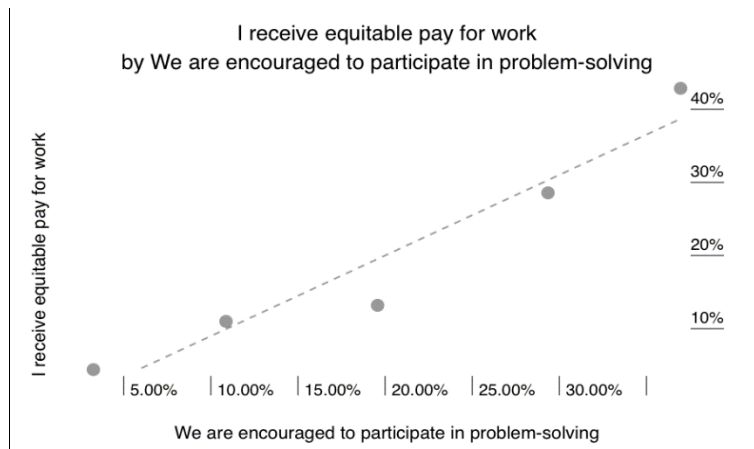 I receive equitable pay for work
by We are encouraged to participate in problem-solving
I receive equitable pay for work
40%
30%
20%
10%
5.00% 10.00% 15.00% 20.00% 25.00% 30.00%
We are encouraged to participate in problem-solving